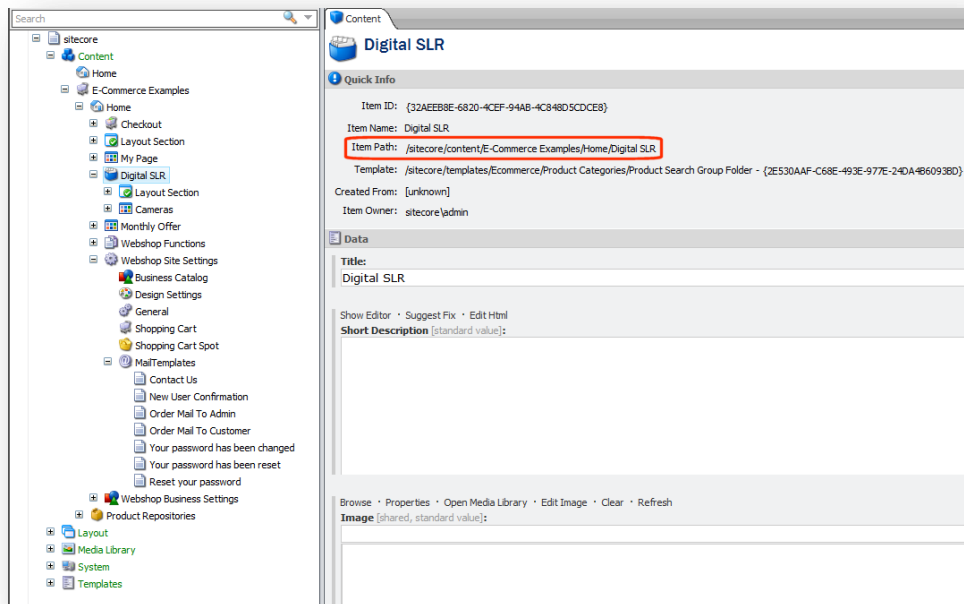 Search
sitecore
Content
Home
E-Commerce Examples
Home
Checkout
Layout Section
My Page
Digital SLR
Layout Section
Cameras
Monthly Offer
Webshop Functions
Webshop Site Settings
Business Catalog
Design Settings
General
Shopping Cart
Shopping Cart Spot
MailTemplates
Contact Us
New User Confirmation
Order Mail To Admin
Order Mail To Customer
Your password has been changed
Your password has been reset
Reset your password
Webshop Business Settings
Product Repositories
Layout
Media Library
System
Templates
Content
Digital SLR
Quick Info
Item ID: {32AEEB8E-6820-4CEF-94AB-4C848D5CDCE8}
Item Name: Digital SLR
Item Path: /sitecore/content/E-Commerce Examples/Home/Digital SLR
Template: /sitecore/templates/Ecommerce/Product Categories/Product Search Group Folder - {2E530AAF-C68E-493E-977E-24DA4B6093BD}
Created From: [unknown]
Item Owner: sitecore\admin
Data
Title:
Digital SLR
Show Editor · Suggest Fix · Edit Html
Short Description [standard value]:
Browse · Properties · Open Media Library · Edit Image · Clear · Refresh
Image [shared, standard value]: